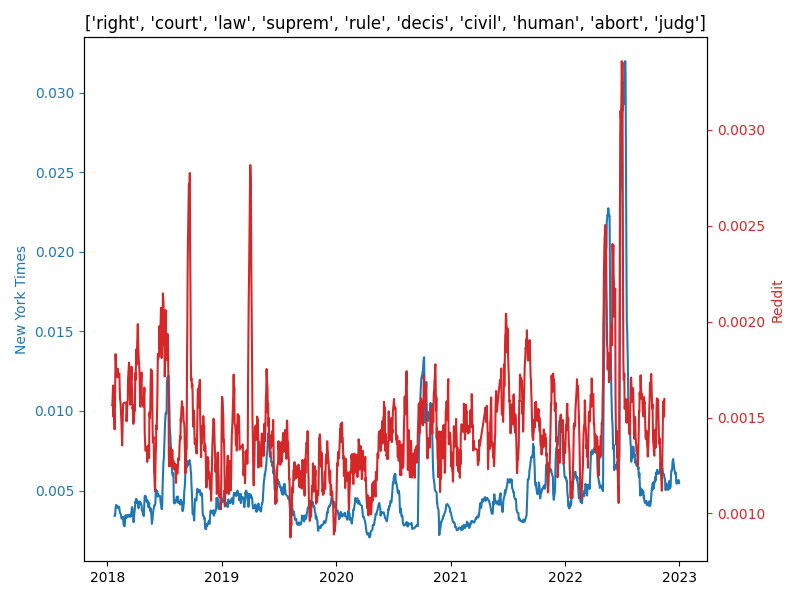 ['right', 'court', 'law', 'suprem', 'rule', 'decis', 'civil', 'human', 'abort', 'judg']
0.030
0.025
0.020
0.015
0.010
0.005
New York Times
0.0030
0.0025
0.0020
0.0015
0.0010
Reddit
2018 2019 2020 2021 2022 2023